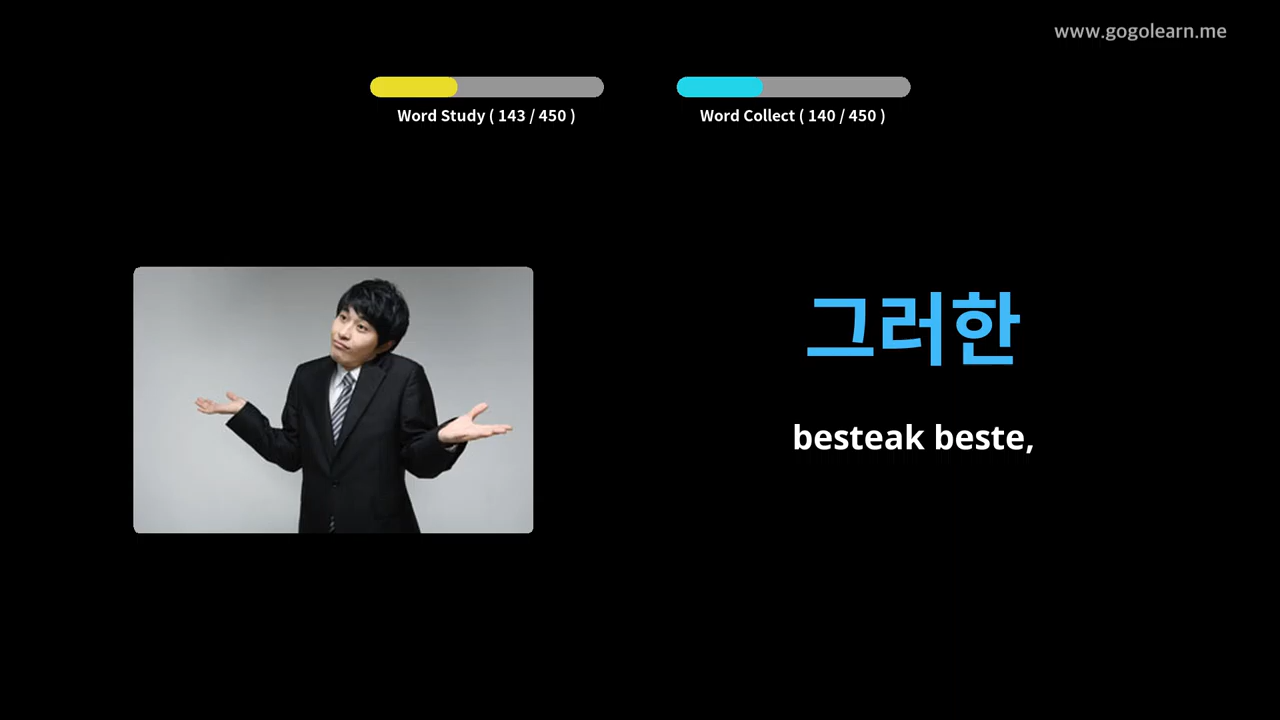 www.gogolearn.me
Word Study ( 143 / 450 )
Word Collect ( 140 / 450 )
그러한
besteak beste,